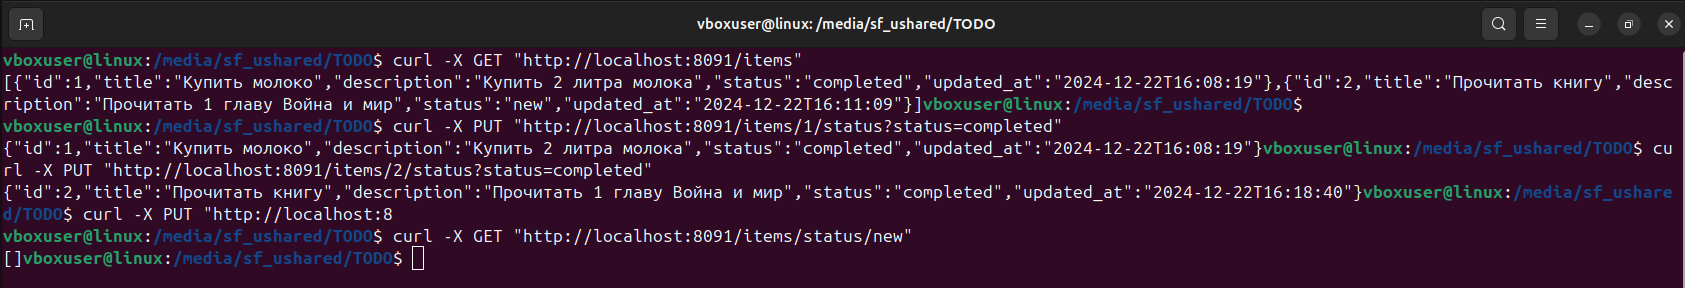 vboxuser@linux: /media/sf_ushared/TODO
vboxuser@linux:/media/sf_ushared/TODO$ curl -X GET "http://localhost:8091/items"
[{"id":1,"title":"Купить молоко","description":"Купить 2 литра молока","status":"completed","updated_at":"2024-12-22T16:08:19"},{"id":2,"title":"Прочитать книгу","desc
ription":"Прочитать 1 главу Война и мир","status":"new","updated_at":"2024-12-22T16:11:09"}]vboxuser@linux:/media/sf_ushared/TODO$
vboxuser@linux:/media/sf_ushared/TODO$ curl -X PUT "http://localhost:8091/items/1/status?status=completed"
{"id":1,"title":"Купить молоко","description":"Купить 2 литра молока","status":"completed","updated_at":"2024-12-22T16:08:19"}vboxuser@linux:/media/sf_ushared/TODO$ cu
rl -X PUT "http://localhost:8091/items/2/status?status=completed"
{"id":2,"title":"Прочитать книгу","description":"Прочитать 1 главу Война и мир","status":"completed","updated_at":"2024-12-22T16:18:40"}vboxuser@linux:/media/sf_ushare
d/TODO$ curl -X PUT "http://localhost:8
vboxuser@linux:/media/sf_ushared/TODO$ curl -X GET "http://localhost:8091/items/status/new"
[]vboxuser@linux:/media/sf_ushared/TODO$